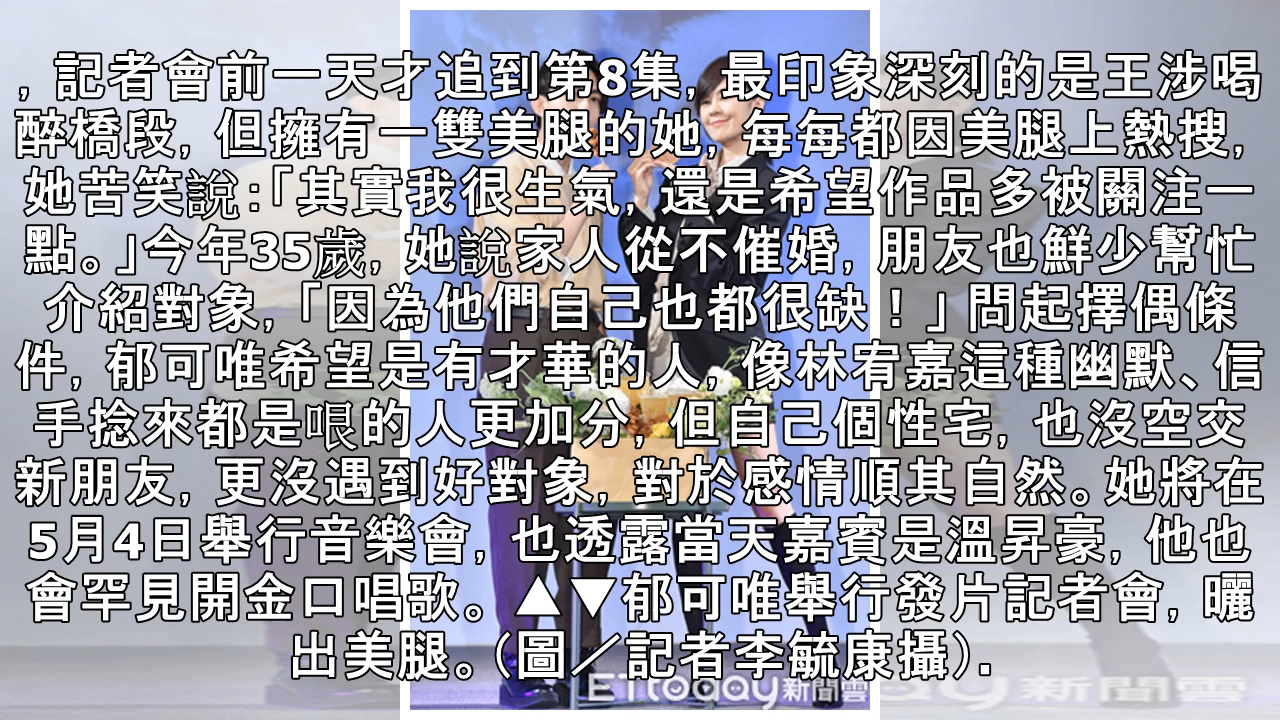 , 記者會前一天才追到第8集, 最印象深刻的是王涉喝
醉橋段, 但擁有一雙美腿的她, 每每都因美腿上熱搜,
她苦笑說:「其實我很生氣, 還是希望作品多被關注一
點。」今年35歲, 她說家人從不催婚, 朋友也鮮少幫忙
介紹對象, 「因為他們自己也都很缺！」問起擇偶條
件, 郁可唯希望是有才華的人, 像林宥嘉這種幽默、信
手捻來都是哏的人更加分, 但自己個性宅, 也沒空交
新朋友, 更沒遇到好對象, 對於感情順其自然。她將在
5月4日舉行音樂會, 也透露當天嘉賓是溫昇豪, 他也
會罕見開金口唱歌。 ▲▼郁可唯舉行發片記者會, 曬
出美腿。(圖／記者李毓康攝).
ETtoday新聞雲
新聞雲